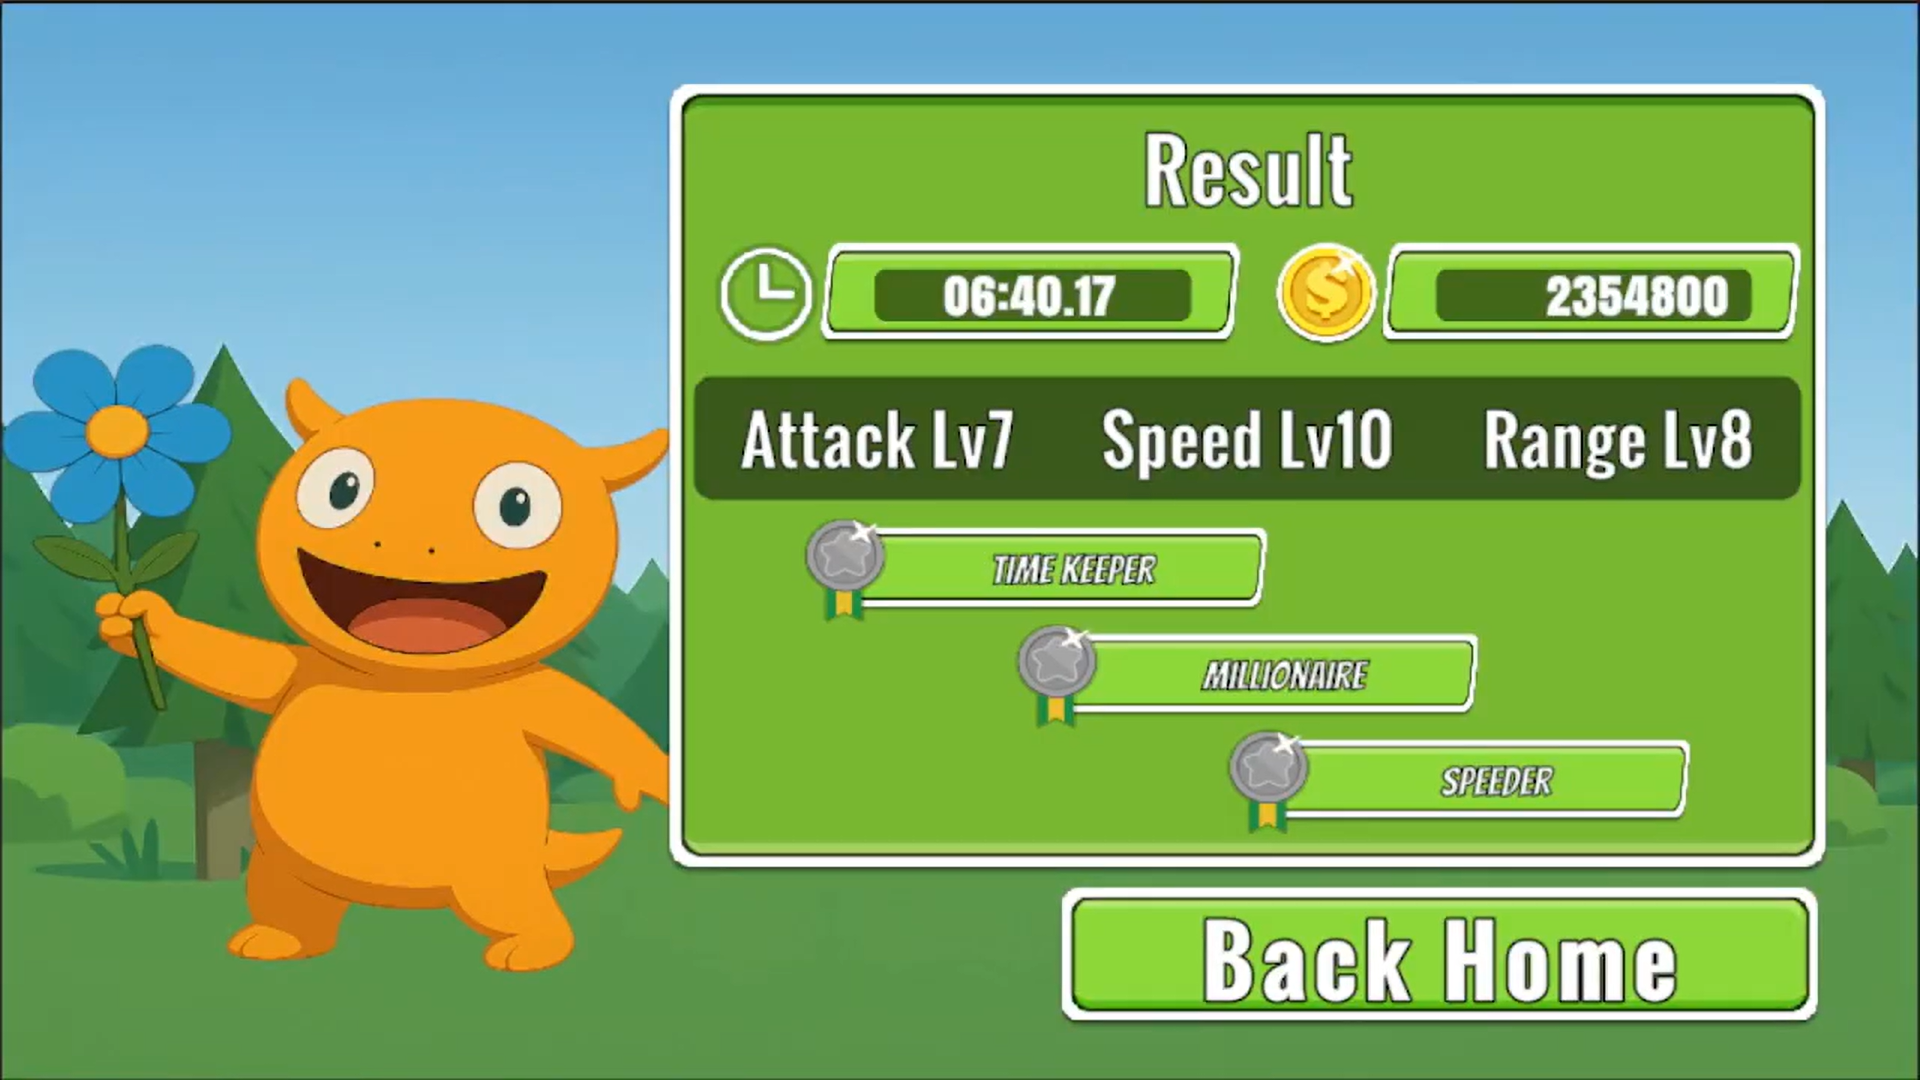 Result
06:40.17 2354800
Attack Lv7 Speed Lv10 Range Lv8
TIME KEEPER
MILLIONAIRE
SPEEDER
Back Home